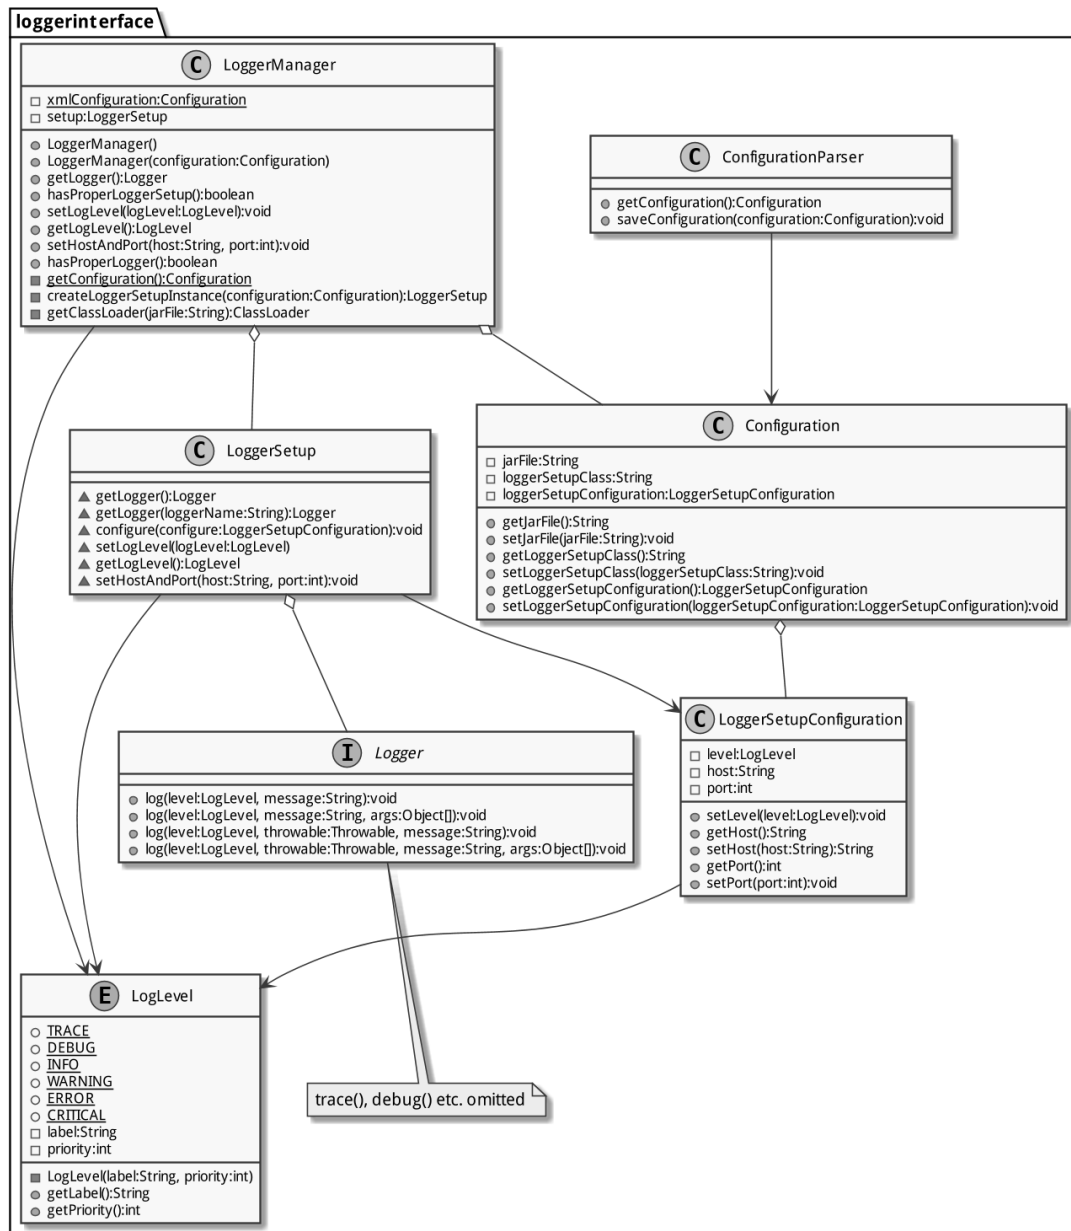 loggerinterface
C LoggerManager
xmlConfiguration:Configuration
setup:LoggerSetup
LoggerManager()
LoggerManager(configuration:Configuration)
getLogger():Logger
hasProperLoggerSetup():boolean
setLogLevel(logLevel:LogLevel):void
getLogLevel():LogLevel
setHostAndPort(host:String, port:int):void
hasProperLogger():boolean
getConfiguration():Configuration
createLoggerSetupInstance(configuration:Configuration):LoggerSetup
getClassLoader(jarFile:String):ClassLoader
C ConfigurationParser
getConfiguration():Configuration
saveConfiguration(configuration:Configuration):void
C LoggerSetup
getLogger():Logger
getLogger(loggerName:String):Logger
configure(configure:LoggerSetupConfiguration):void
setLogLevel(logLevel:LogLevel)
getLogLevel():LogLevel
setHostAndPort(host:String, port:int):void
C Configuration
jarFile:String
loggerSetupClass:String
loggerSetupConfiguration:LoggerSetupConfiguration
getJarFile():String
setJarFile(jarFile:String):void
getLoggerSetupClass():String
setLoggerSetupClass(loggerSetupClass:String):void
getLoggerSetupConfiguration():LoggerSetupConfiguration
setLoggerSetupConfiguration(loggerSetupConfiguration:LoggerSetupConfiguration):void
I Logger
log(level:LogLevel, message:String):void
log(level:LogLevel, message:String, args:Object[]):void
log(level:LogLevel, throwable:Throwable, message:String):void
log(level:LogLevel, throwable:Throwable, message:String, args:Object[]):void
C LoggerSetupConfiguration
level:LogLevel
host:String
port:int
setLevel(level:LogLevel):void
getHost():String
setHost(host:String):String
getPort():int
setPort(port:int):void
E LogLevel
TRACE
DEBUG
INFO
WARNING
ERROR
CRITICAL
label:String
priority:int
LogLevel(label:String, priority:int)
getLabel():String
getPriority():int
trace(), debug() etc. omitted